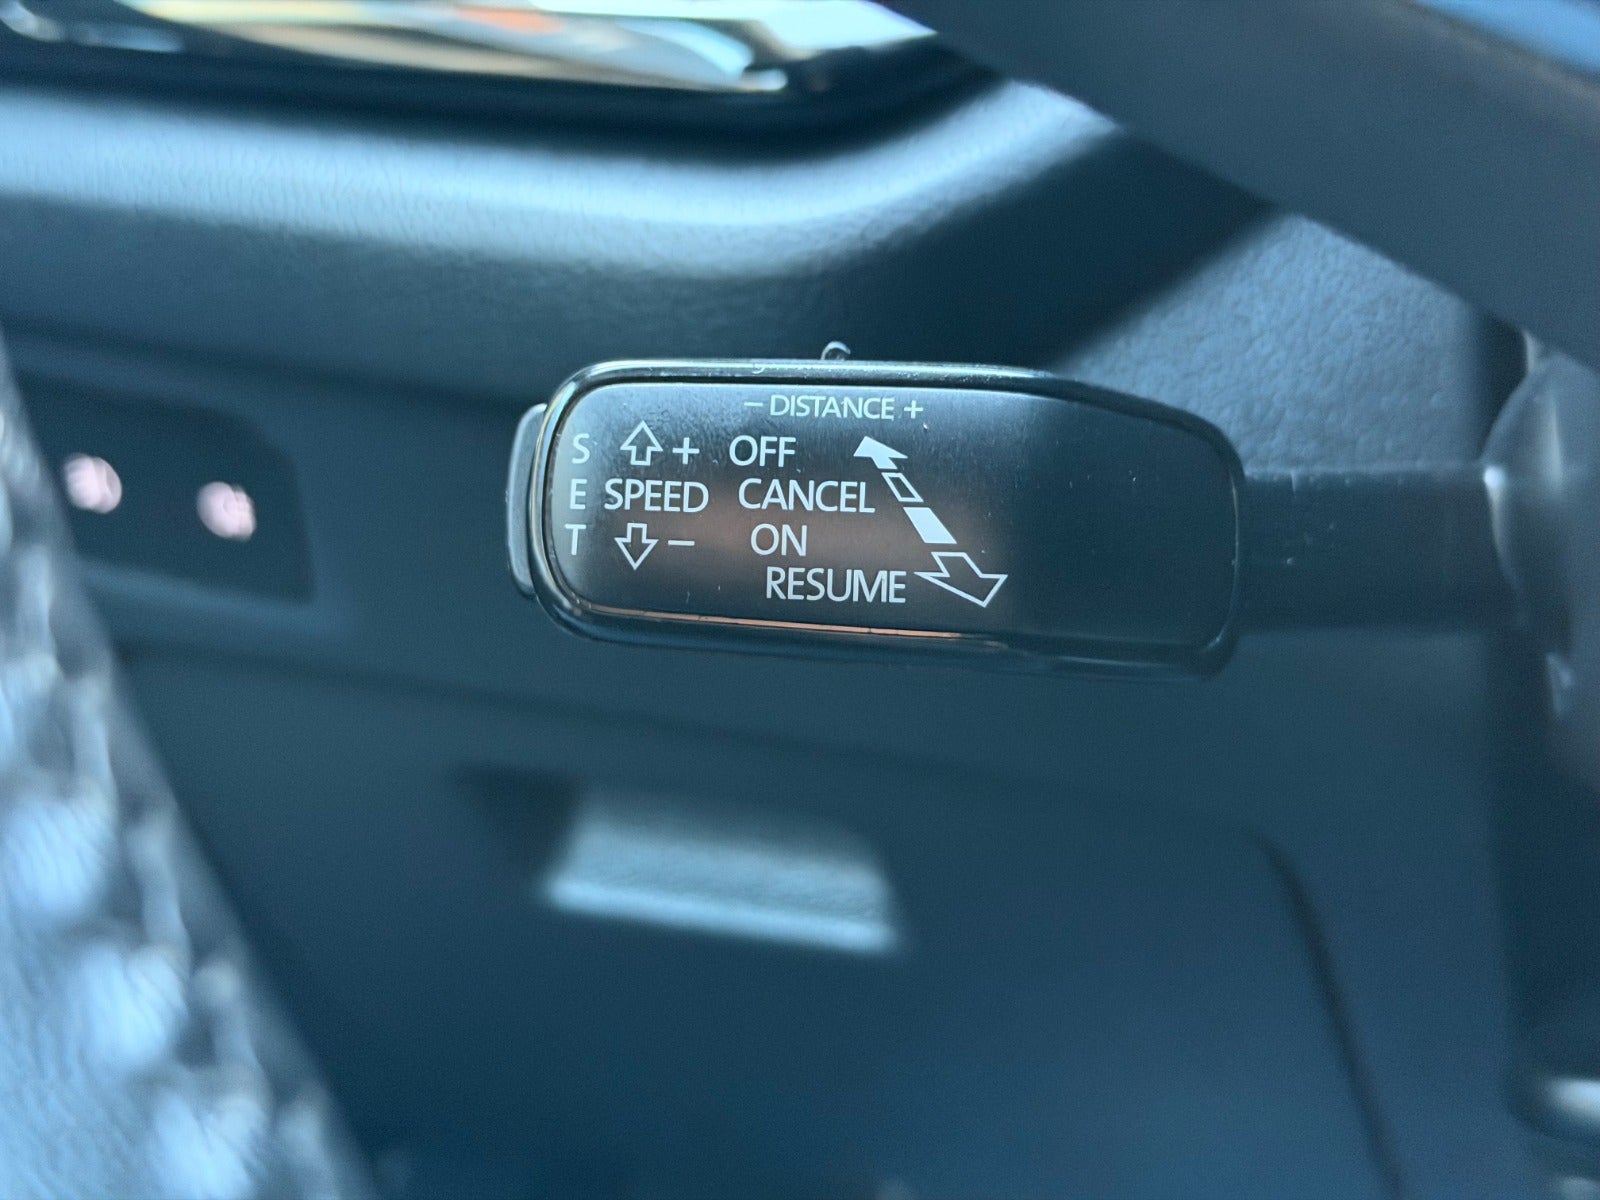 − DISTANCE +
S + OFF
E SPEED CANCEL
T − ON
RESUME